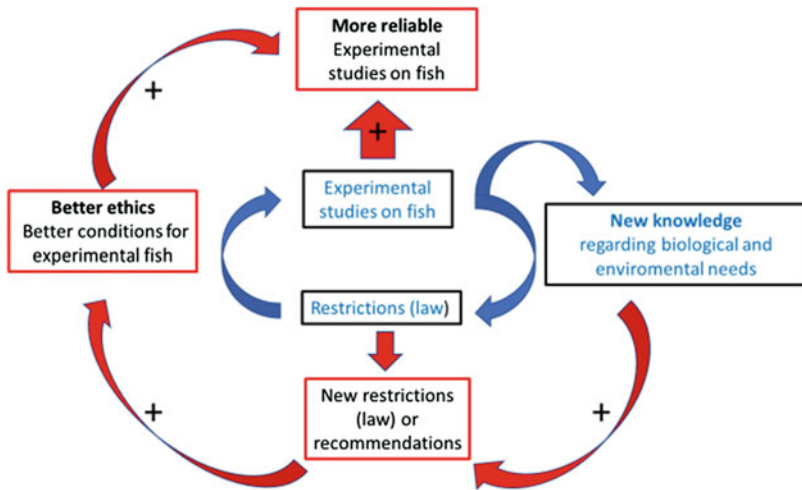 More reliable
Experimental
studies on fish
+
+
Experimental
studies on fish
Better ethics
Better conditions for
experimental fish
New knowledge
regarding biological and
enviromental needs
Restrictions (law)
+
New restrictions
(law) or
recommendations
+